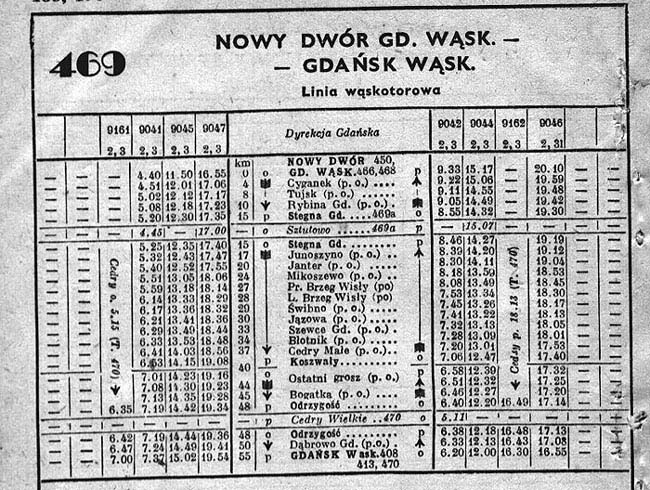 NOWY DWÓR GD. WĄSK. —
469
— GDAŃSK WĄSK.
Linia wąskotorowa
9161 9041 9045 9047 Dyrekcja Gdańska 9042 9044 9162 9046
2, 3 2, 3 2, 3 2, 3 km 2, 3 2, 3 2, 3 2, 31
NOWY DWÓR 450,
— — — 4.40 11.50 16.55 0 o GD. WĄSK. 466,468 p 9.33 15.17 — 20.10 — —
— — — 4.51 12.01 17.06 4 Cyganek (p. o.) .... 9.22 15.06 — 19.59 — —
— — — 5.02 12.12 17.17 8 Tujsk (p. o.) ..... 9.11 14.55 — 19.48 — —
— — — 5.08 12.18 17.23 10 Rybina Gd. (p. o.) . 9.05 14.49 — 19.42 — —
— — — 5.20 12.30 17.35 15 p Stegna Gd. ....469a o 8.55 14.32 — 19.30 — —
— — — 4.45 — 17.00 o Sztutowo .....469a p — 15.07 — — — —
— — 5.25 12.35 17.40 15 o Stegna Gd. ....... p 8.46 14.27 19.19 — —
— — 5.32 12.43 17.47 17 Junoszyno (p. o.) .. 8.39 14.20 19.12 — —
— — 5.40 12.52 17.55 20 Janter (p. o.) ..... 8.30 14.11 19.04 — —
— — 5.51 13.05 18.06 24 Mikoszewo (p. o.) .. 8.18 13.59 18.53 — —
— — 5.59 13.18 18.14 27 Pr. Brzeg Wisły (po) 8.08 13.49 18.45 — —
— — 6.14 13.33 18.29 28 L. Brzeg Wisły (po) 7.53 13.34 18.30 — —
— — 6.17 13.36 18.32 29 Świbno (p. o.) .... 7.45 13.26 18.17 — —
— — 6.21 13.41 18.36 30 Jązowa (p. o.) .... 7.41 13.22 18.13 — —
— — 6.29 13.49 18.44 33 Szewce Gd. (p. o.) .. 7.32 13.13 18.05 — —
— — 6.33 13.53 18.48 34 Błotnik (p. o.) .... 7.28 13.09 18.01 — —
— — 6.41 14.03 18.56 37 Cedry Małe (p. o.) .. 7.20 13.01 17.53 — —
— — 6.53 14.15 19.08 40 p Koszwały........ o 7.06 12.47 17.40 — —
— — 7.01 14.23 19.16 o Ostatni grosz (p. o.) p 6.58 12.39 17.32 — —
— — 7.08 14.30 19.23 44 6.51 12.32 17.25 — —
— — 7.13 14.35 19.28 45 Bogatka (p. o.) .... 6.46 12.27 17.20 — —
— — 6.35 7.19 14.42 19.34 48 p Odrzygość ........ o 6.40 12.20 16.49 17.14 — —
Cedry o. 5.15 (T. 470)
Cedry p. 18.13 (T. 470)
— — — — — — p Cedry Wielkie ..470 o 5.11 — — — — —
— — 6.42 7.19 14.44 19.36 48 o Odrzygość ........ p 6.38 12.18 16.48 17.13 — —
— — 6.47 7.24 14.49 19.41 50 Dąbrowo Gd. (p.o.) . 6.33 12.13 16.43 17.08 — —
— — 7.00 7.37 15.02 19.54 55 p GDAŃSK Wąsk.408 o 6.20 12.00 16.30 16.55 — —
413, 470